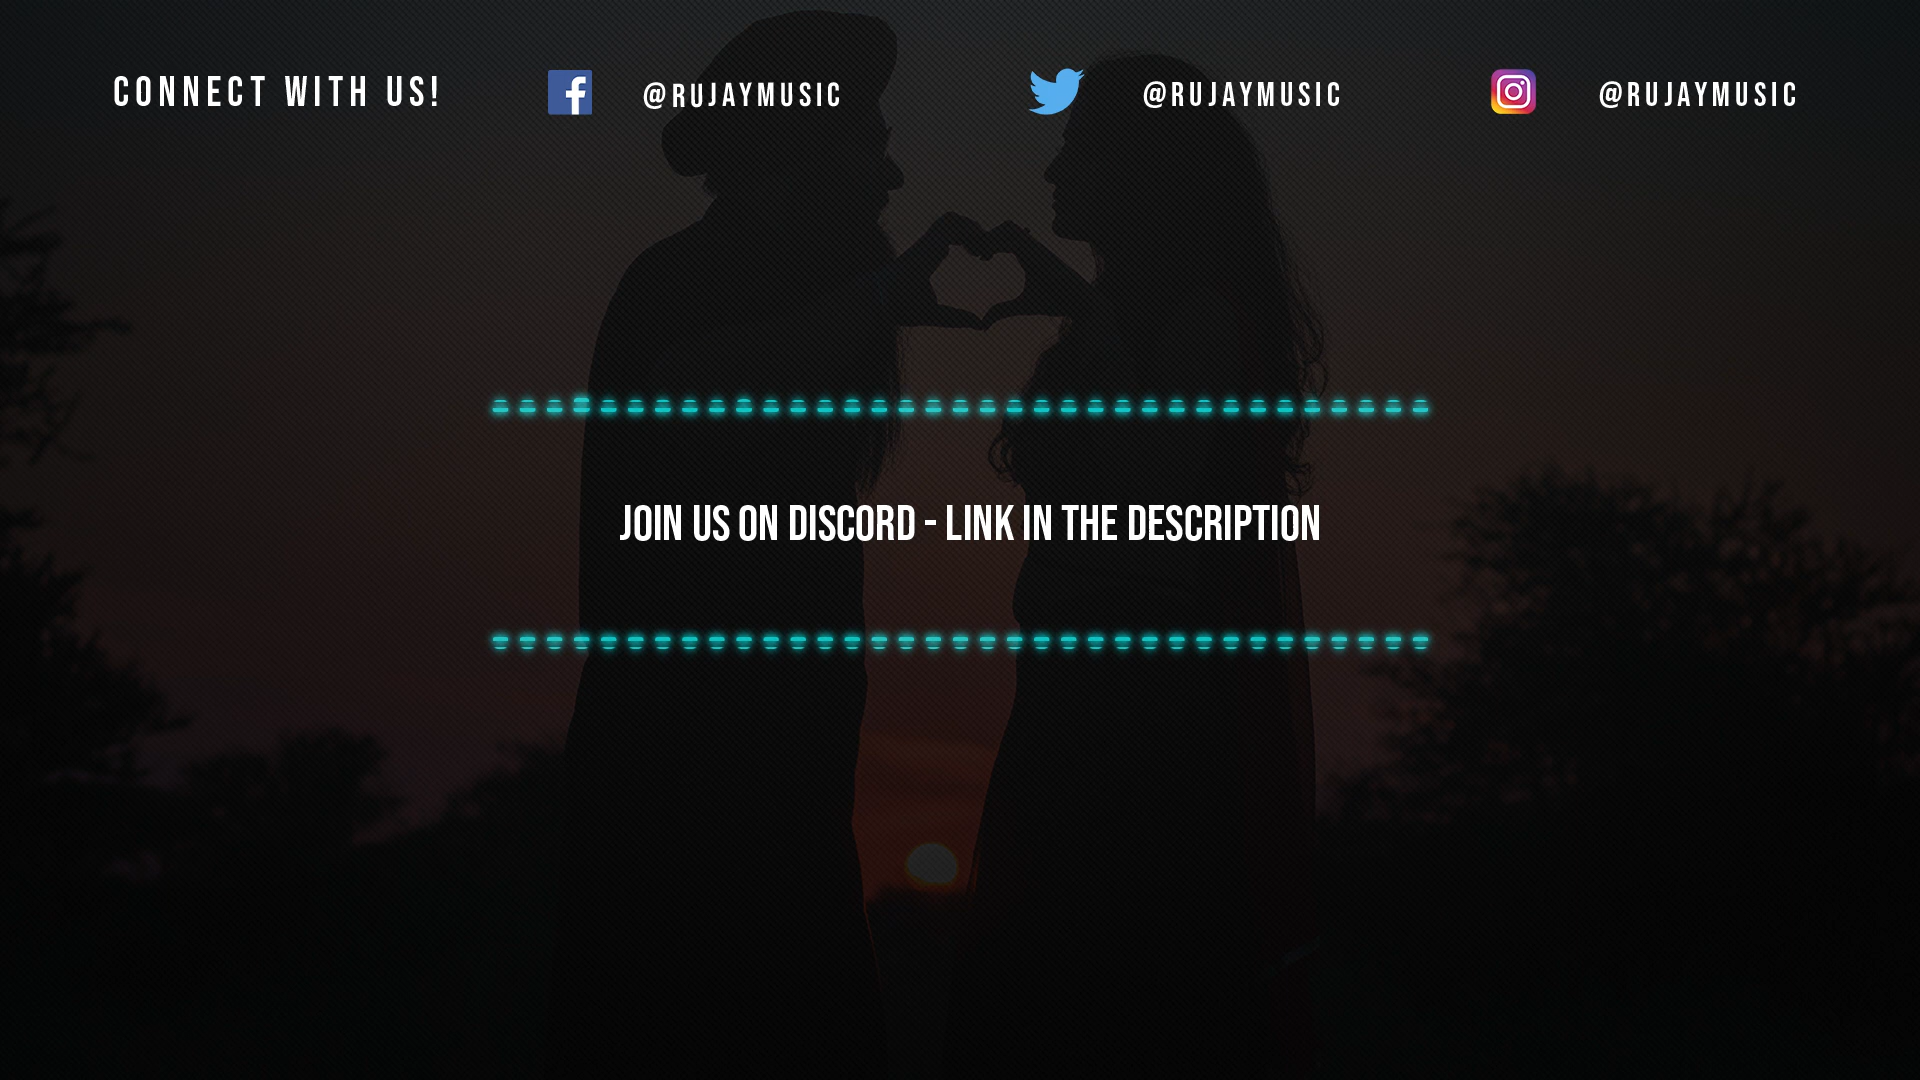 CONNECT WITH US! @RUJAYMUSIC @RUJAYMUSIC @RUJAYMUSIC
JOIN US ON DISCORD - LINK IN THE DESCRIPTION